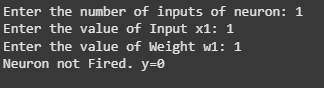 Enter the number of inputs of neuron: 1
Enter the value of Input x1: 1
Enter the value of Weight w1: 1
Neuron not Fired. y=0